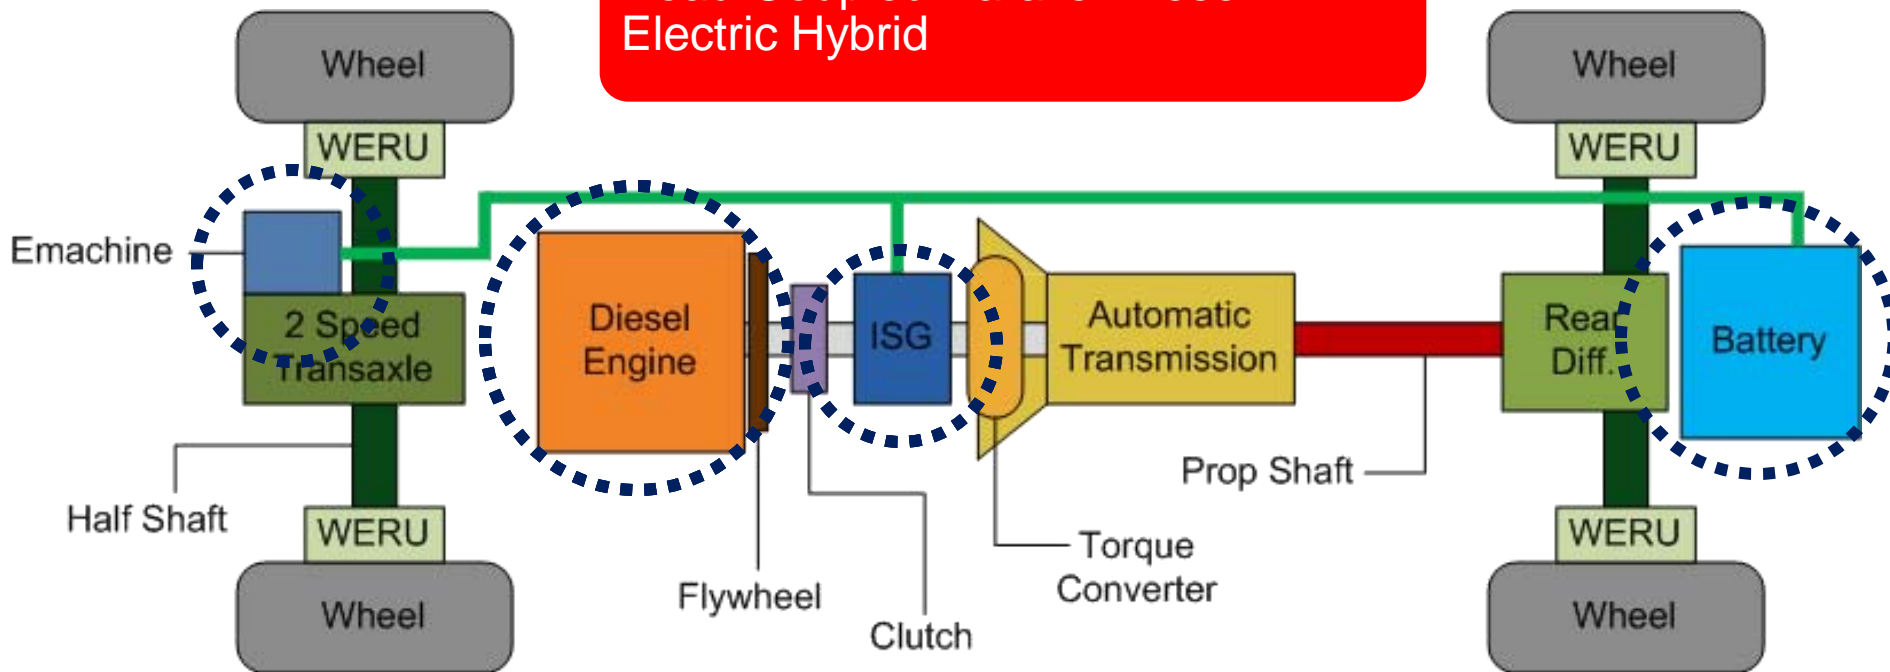 Electric Hybrid
Wheel
Wheel
WERU
WERU
Emachine
2 Speed
Transaxle
Diesel
Engine
ISG
Automatic
Transmission
Rear
Diff.
Battery
Half Shaft
Prop Shaft
WERU
WERU
Torque
Converter
Flywheel
Clutch
Wheel
Wheel